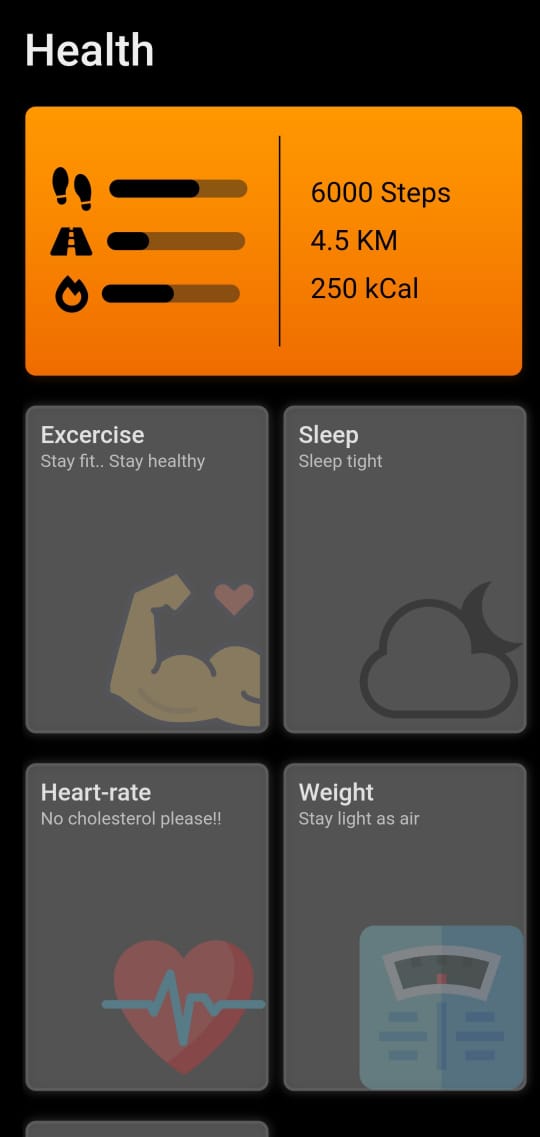 Health
6000 Steps
4.5 KM
250 kCal
Excercise
Stay fit.. Stay healthy
Sleep
Sleep tight
Heart-rate
No cholesterol please!!
Weight
Stay light as air